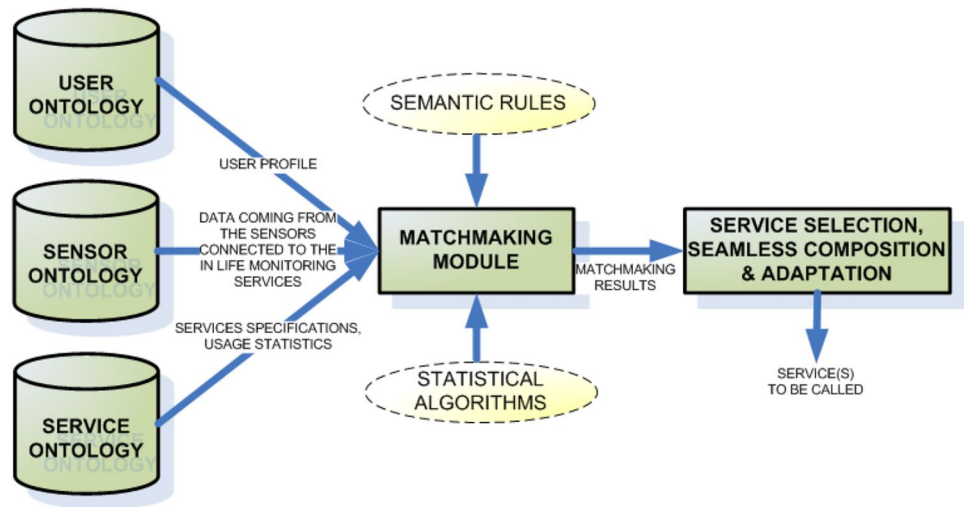 USER
ONTOLOGY
SEMANTIC RULES
USER PROFILE
SENSOR
ONTOLOGY
DATA COMING FROM
THE SENSORS
CONNECTED TO THE
IN LIFE MONITORING
SERVICES
MATCHMAKING
MODULE
MATCHMAKING
RESULTS
SERVICE SELECTION,
SEAMLESS COMPOSITION
& ADAPTATION
SERVICES SPECIFICATIONS,
USAGE STATISTICS
SERVICE
ONTOLOGY
STATISTICAL
ALGORITHMS
SERVICE(S)
TO BE CALLED